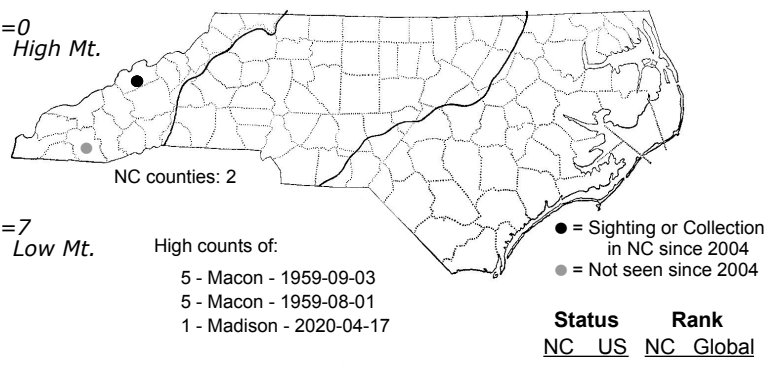 =0
High Mt.
NC counties: 2
=7
Low Mt.
High counts of:
5 - Macon - 1959-09-03
5 - Macon - 1959-08-01
1 - Madison - 2020-04-17
● = Sighting or Collection
in NC since 2004
● = Not seen since 2004
Status Rank
NC US NC Global